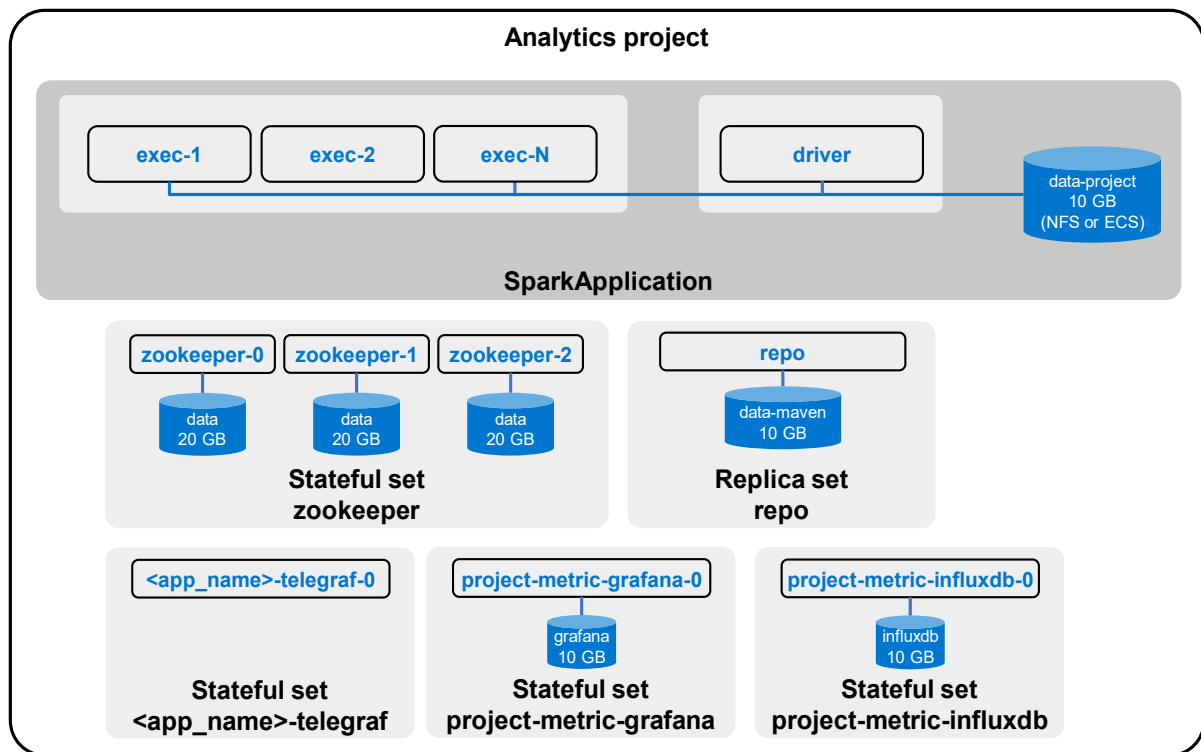 Analytics project
exec-1
exec-2
exec-N
driver
data-project
10 GB
(NFS or ECS)
SparkApplication
zookeeper-0
zookeeper-1
zookeeper-2
data
20 GB
data
20 GB
data
20 GB
Stateful set
zookeeper
repo
data-maven
10 GB
Replica set
repo
<app_name>-telegraf-0
Stateful set
<app_name>-telegraf
project-metric-grafana-0
grafana
10 GB
Stateful set
project-metric-grafana
project-metric-influxdb-0
influxdb
10 GB
Stateful set
project-metric-influxdb